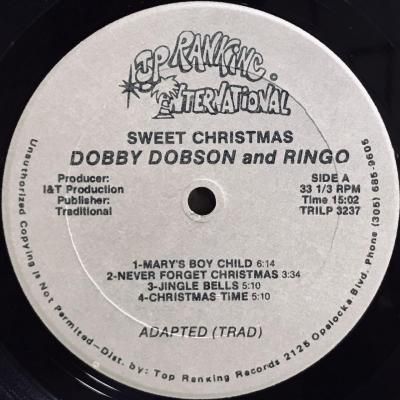 TOP RANKING
INTERNATIONAL
SWEET CHRISTMAS
DOBBY DOBSON and RINGO
Producer:
I&T Production
Publisher:
Traditional
SIDE A
33 1/3 RPM
Time 15:02
TRILP 3237
1-MARY'S BOY CHILD 6:14
2-NEVER FORGET CHRISTMAS 3:34
3-JINGLE BELLS 5:10
4-CHRISTMAS TIME 5:10
ADAPTED (TRAD)
Unauthorized Copying is Not Permitted-Dist. by: Top Ranking Records 2125 Opalocka Blvd. Phone (305) 685-9605